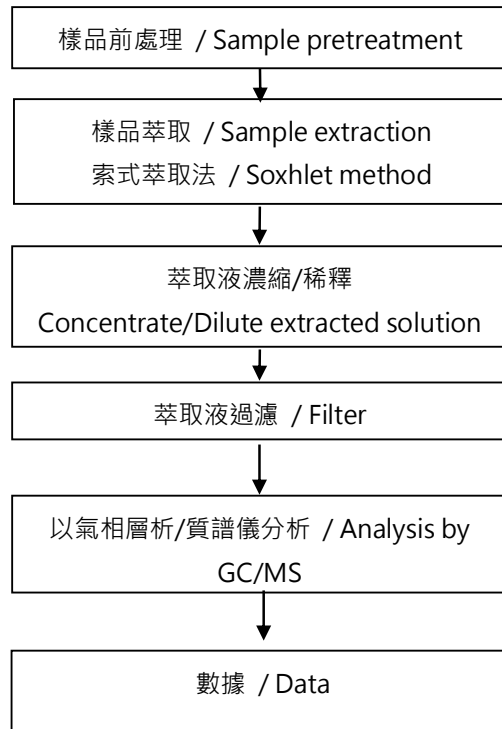 樣品前處理 / Sample pretreatment
樣品萃取 / Sample extraction
索式萃取法 / Soxhlet method
萃取液濃縮/稀釋
Concentrate/Dilute extracted solution
萃取液過濾 / Filter
以氣相層析/質譜儀分析 / Analysis by
GC/MS
數據 / Data